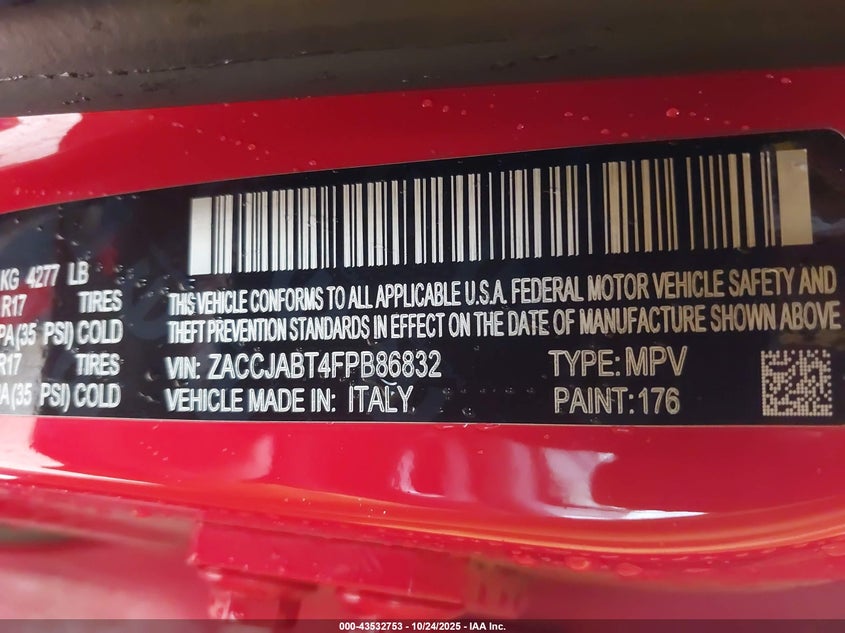 KG 4277 LB
R17 TIRES
PA (35 PSI) COLD
R17 TIRES
A (35 PSI) COLD
THIS VEHICLE CONFORMS TO ALL APPLICABLE U.S.A. FEDERAL MOTOR VEHICLE SAFETY AND
THEFT PREVENTION STANDARDS IN EFFECT ON THE DATE OF MANUFACTURE SHOWN ABOVE
VIN: ZACCJABT4FPB86832 TYPE: MPV
VEHICLE MADE IN: ITALY PAINT: 176
000-43532753 - 10/24/2025 - IAA Inc.